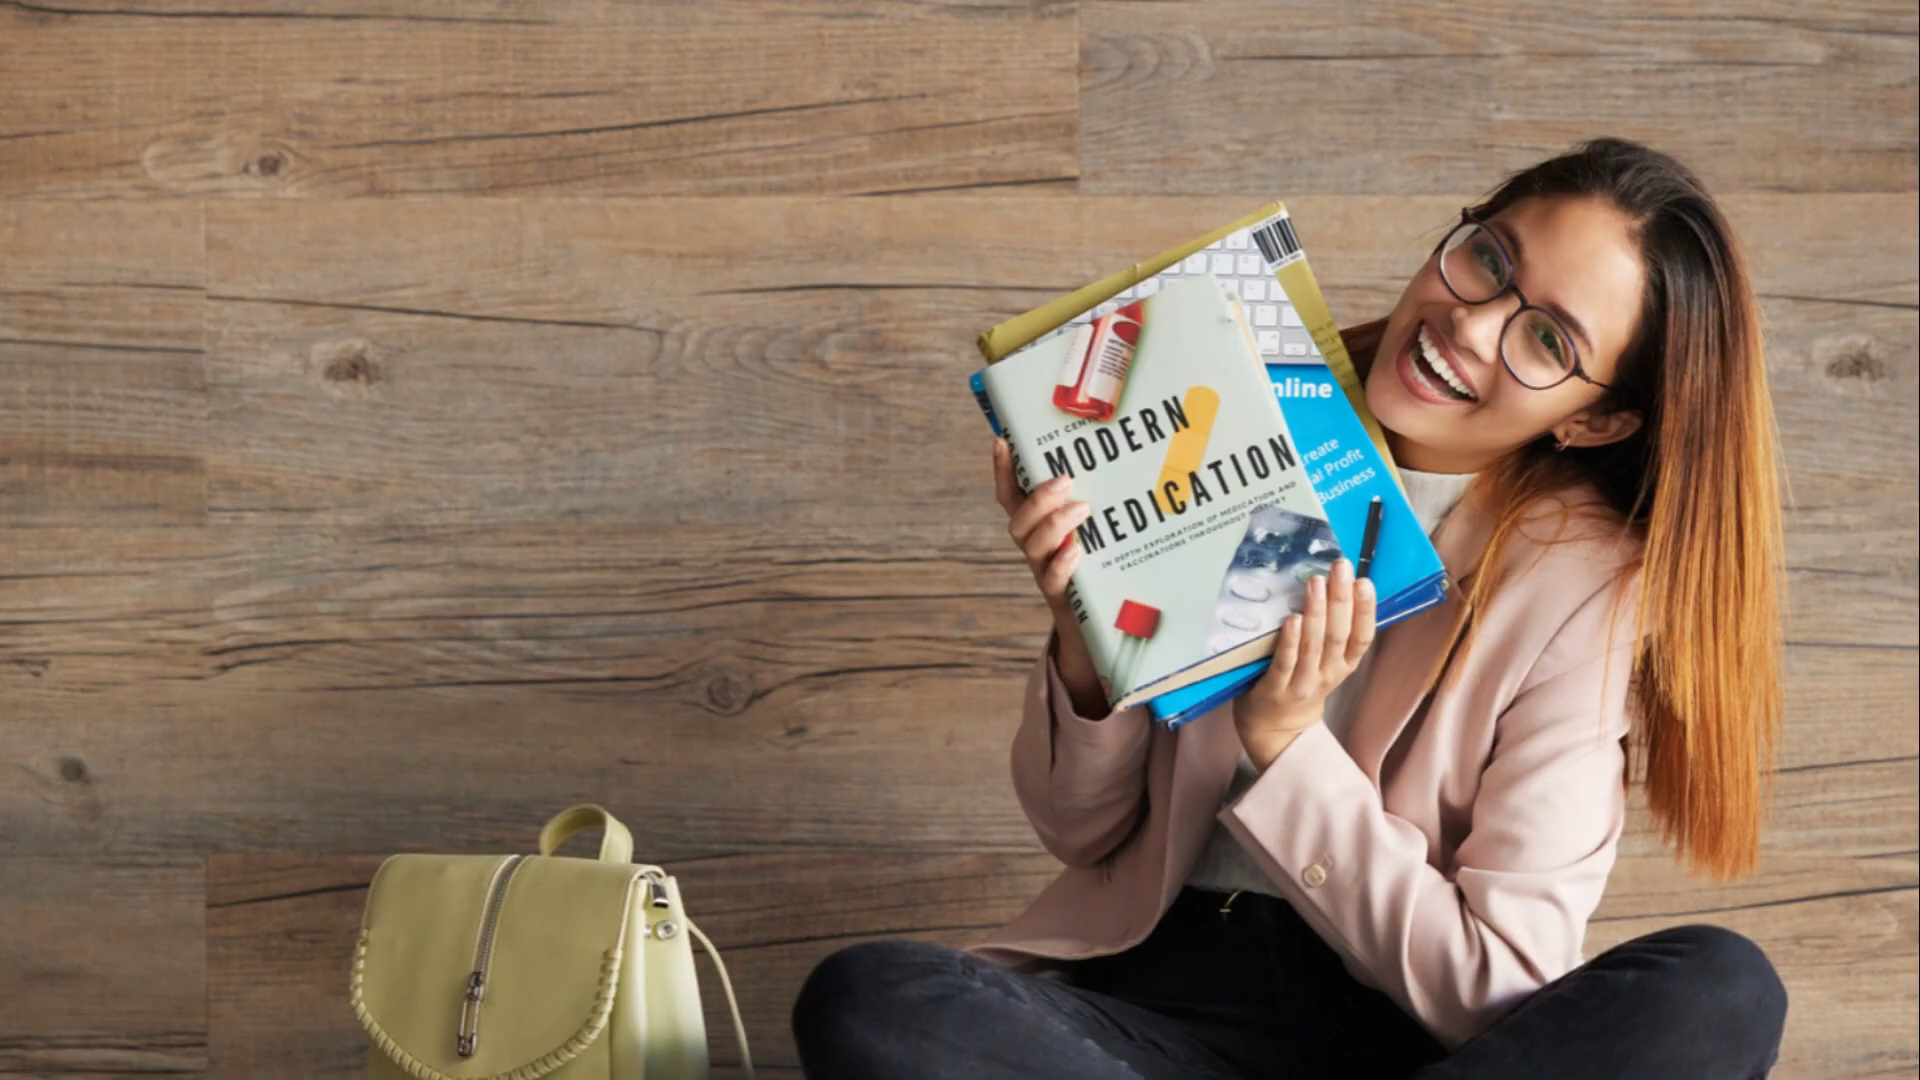 21ST CENT
MODERN
MEDICATION
IN DEPTH EXPLORATION OF MEDICATION AND
VACCINATIONS THROUGHOUT HISTORY
nline
reate
al Profit
Business